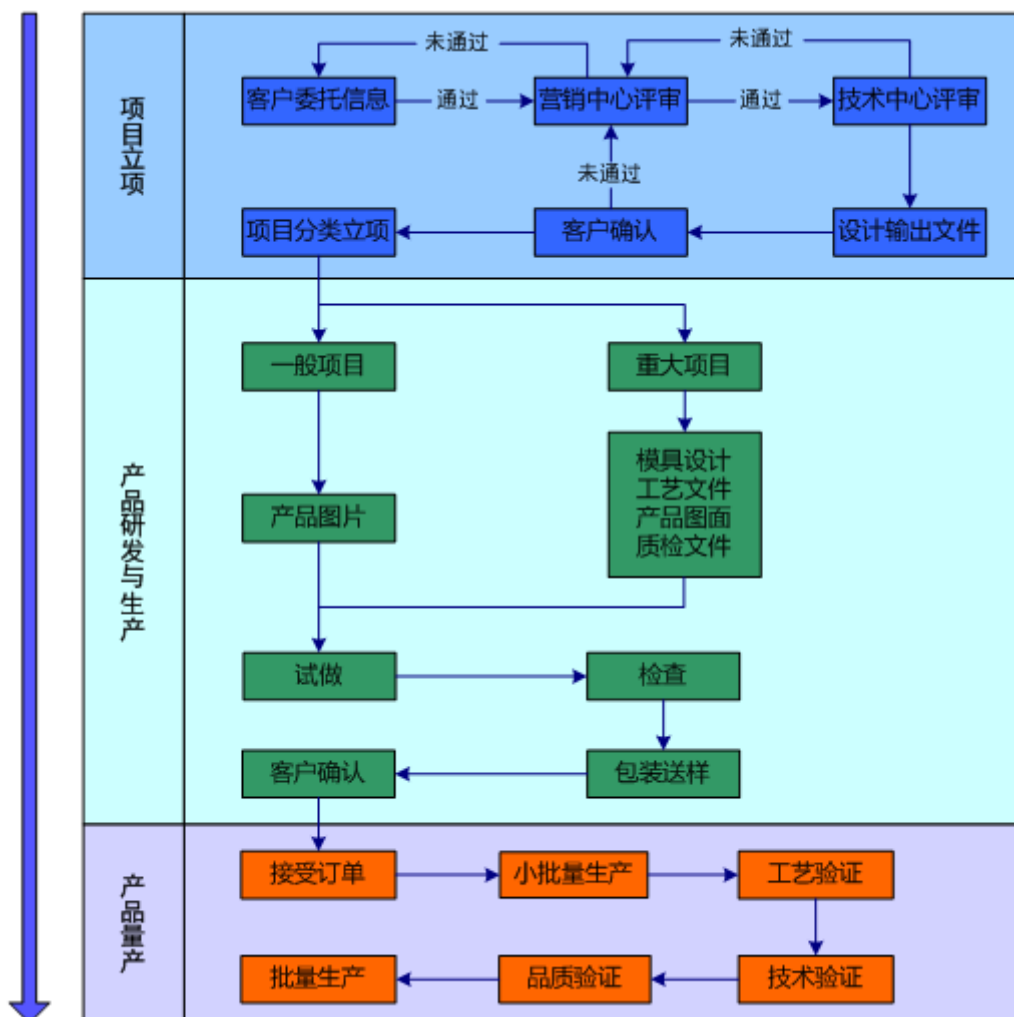 项目立项
未通过
未通过
客户委托信息
通过
营销中心评审
通过
技术中心评审
未通过
项目分类立项
客户确认
设计输出文件
产品研发与生产
一般项目
重大项目
产品图片
模具设计
工艺文件
产品图面
质检文件
试做
检查
客户确认
包装送样
产品量产
接受订单
小批量生产
工艺验证
批量生产
品质验证
技术验证